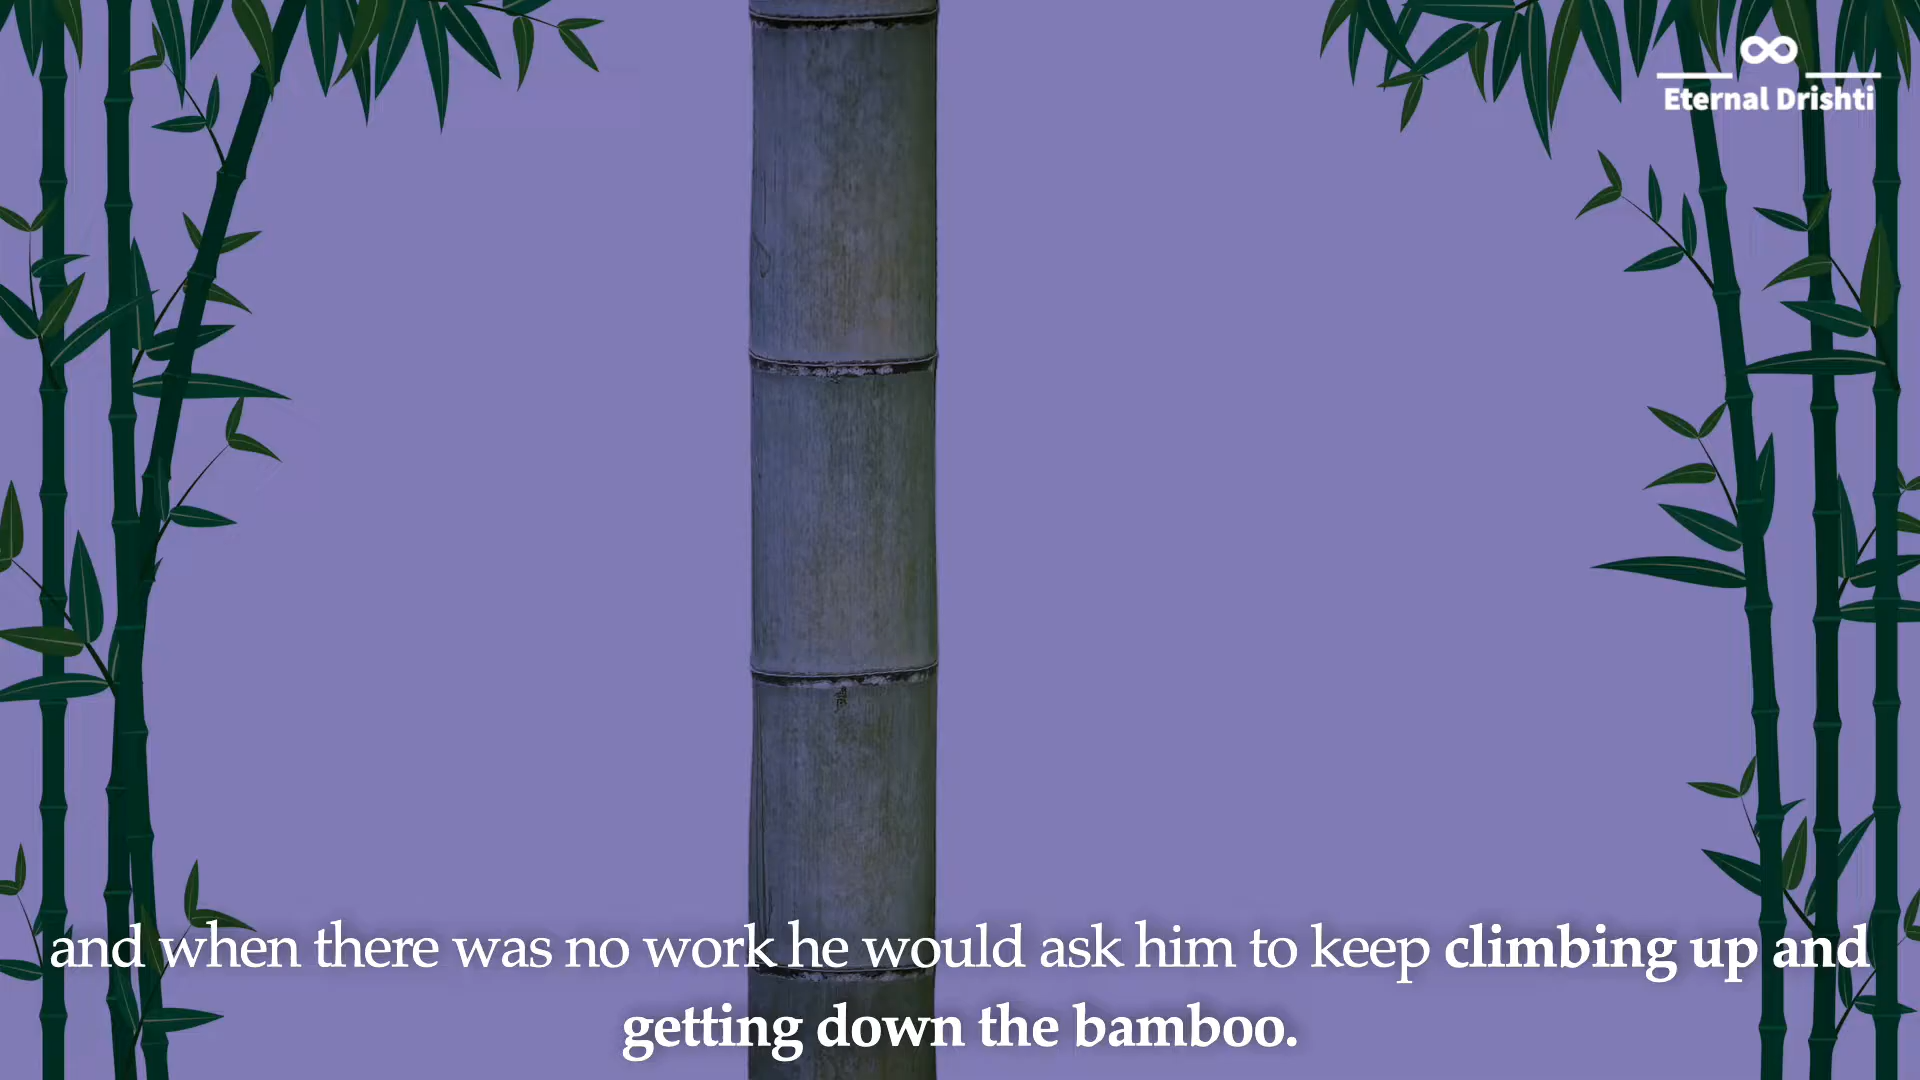 Eternal Drishti
and when there was no work he would ask him to keep climbing up and
getting down the bamboo.